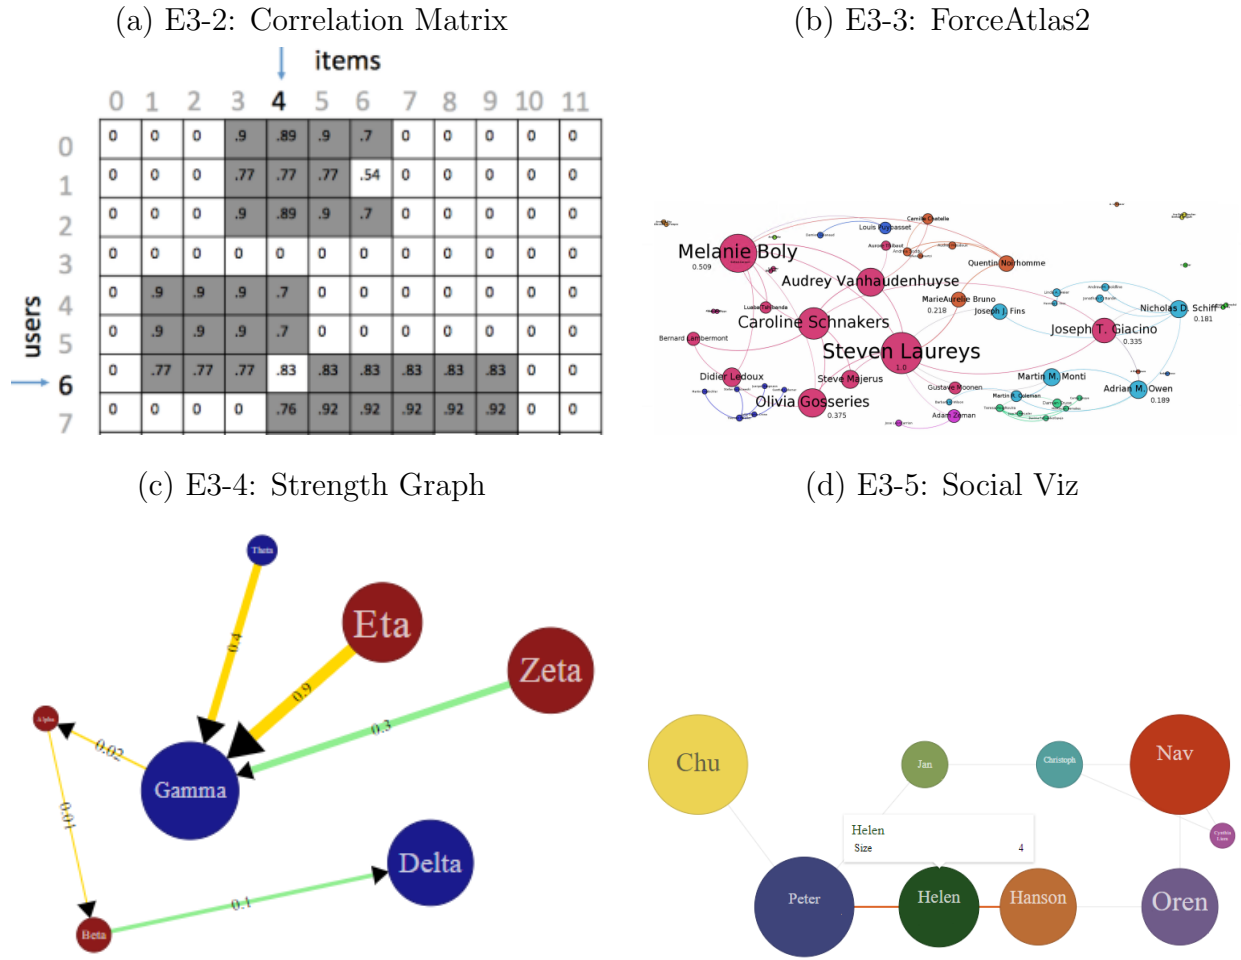 (a) E3-2: Correlation Matrix
items
0 1 2 3 4 5 6 7 8 9 10 11
0 0 0 0 .9 .89 .9 .7 0 0 0 0 0
1 0 0 0 .77 .77 .77 .54 0 0 0 0 0
2 0 0 0 .9 .89 .9 .7 0 0 0 0 0
3 0 0 0 0 0 0 0 0 0 0 0 0
4 0 .9 .9 .9 .7 0 0 0 0 0 0 0
5 0 .9 .9 .9 .7 0 0 0 0 0 0 0
6 0 .77 .77 .77 .83 .83 .83 .83 .83 .83 0 0
7 0 0 0 0 .76 .92 .92 .92 .92 .92 0 0
users
(b) E3-3: ForceAtlas2
Camille Chatelle
Louis Puybasset
Melanie Boly
0.509
Quentin Noirhomme
Audrey Vanhaudenhuyse
MarieAurelie Bruno
0.218
Joseph J. Fins
Nicholas D. Schiff
0.181
Caroline Schnakers
Joseph T. Giacino
0.335
Bernard Lambermont
Steven Laureys
1.0
Didier Ledoux
Steve Majerus
Martin M. Monti
Gustave Moonen
Adrian M. Owen
0.189
Martin R. Coleman
Olivia Gosseries
0.375
Adam Zeman
(c) E3-4: Strength Graph
Theta
Eta
0.4
Zeta
0.9
Alpha
0.3
0.02
Gamma
0.01
Delta
0.1
Beta
(d) E3-5: Social Viz
Chu
Jan
Christoph
Nav
Helen
Size 4
Peter
Helen
Hanson
Oren